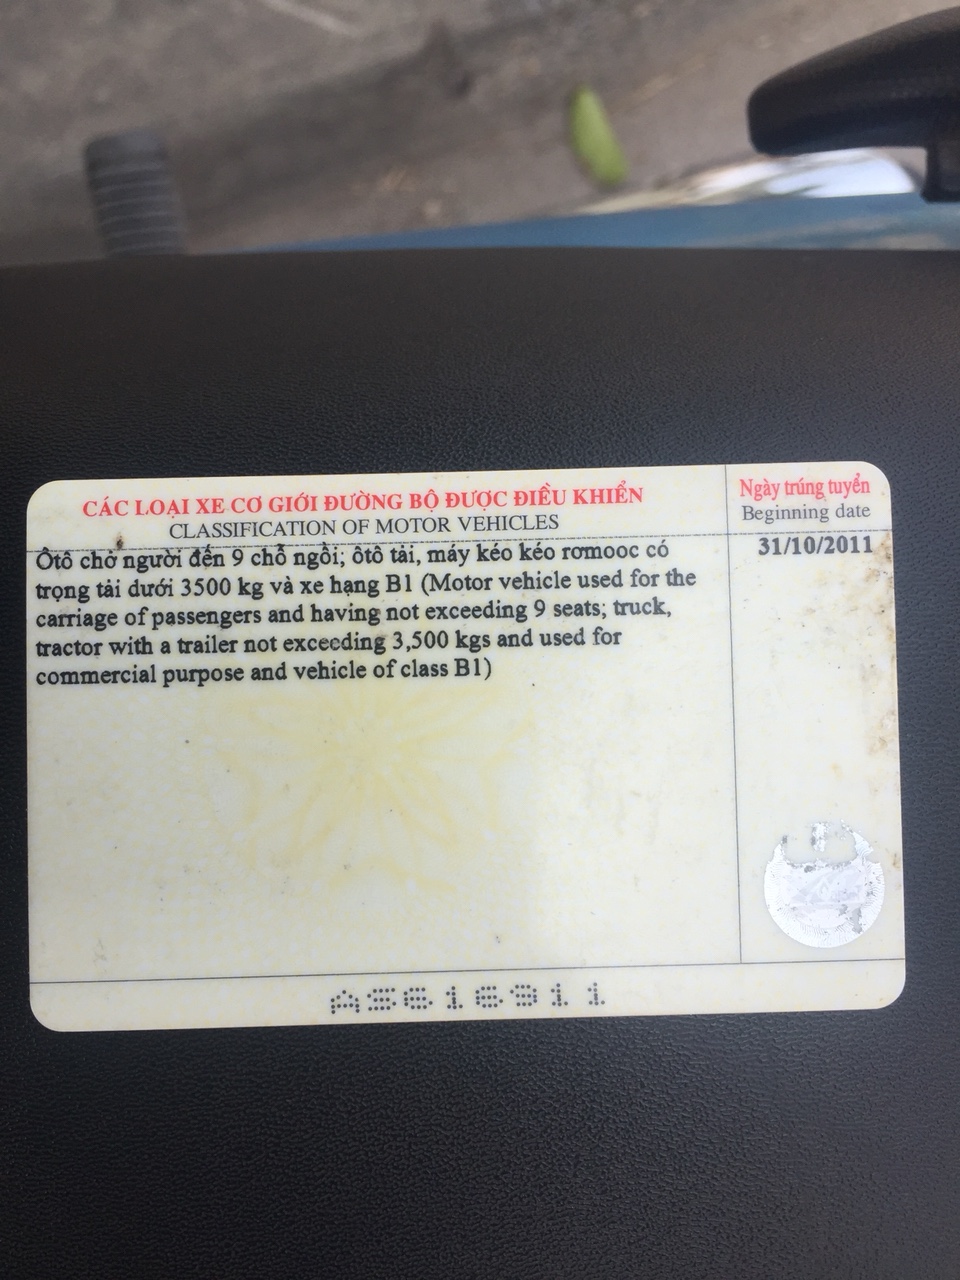 CÁC LOẠI XE CƠ GIỚI ĐƯỜNG BỘ ĐƯỢC ĐIỀU KHIỂN
CLASSIFICATION OF MOTOR VEHICLES
Ngày trúng tuyển
Beginning date
Ôtô chở người đến 9 chỗ ngồi; ôtô tải, máy kéo kéo rơmooc có
trọng tải dưới 3500 kg và xe hạng B1 (Motor vehicle used for the
carriage of passengers and having not exceeding 9 seats; truck,
tractor with a trailer not exceeding 3,500 kgs and used for
commercial purpose and vehicle of class B1)
31/10/2011
AS616911